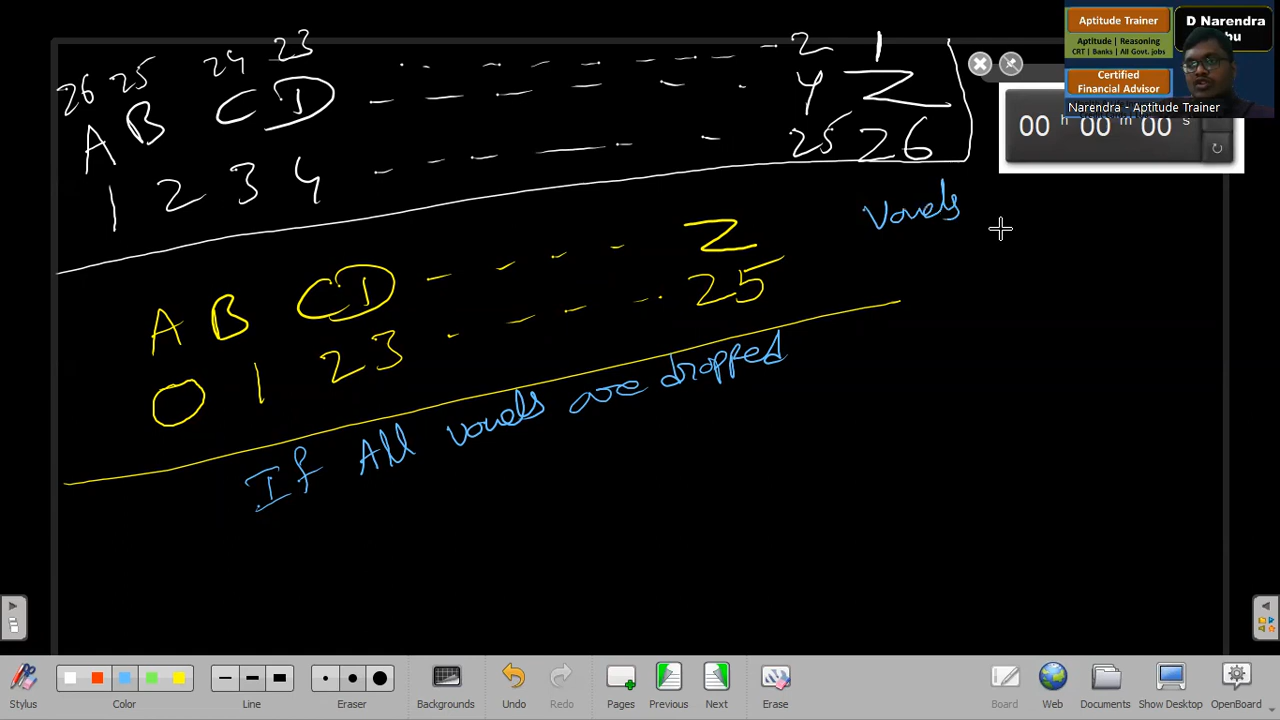 26 25 24 23 2 1
A B C D Y Z
1 2 3 4 25 26
Vowels
A B C D Z
0 1 2 3 25
If All vowels are dropped
Aptitude Trainer
Aptitude | Reasoning
CRT | Banks | All Govt. jobs
Certified
Financial Advisor
D Narendra
Narendra - Aptitude Trainer
00 h 00 m 00 s
Stylus
Color
Line
Eraser
Backgrounds
Undo
Redo
Pages
Previous
Next
Erase
Board
Web
Documents
Show Desktop
OpenBoard